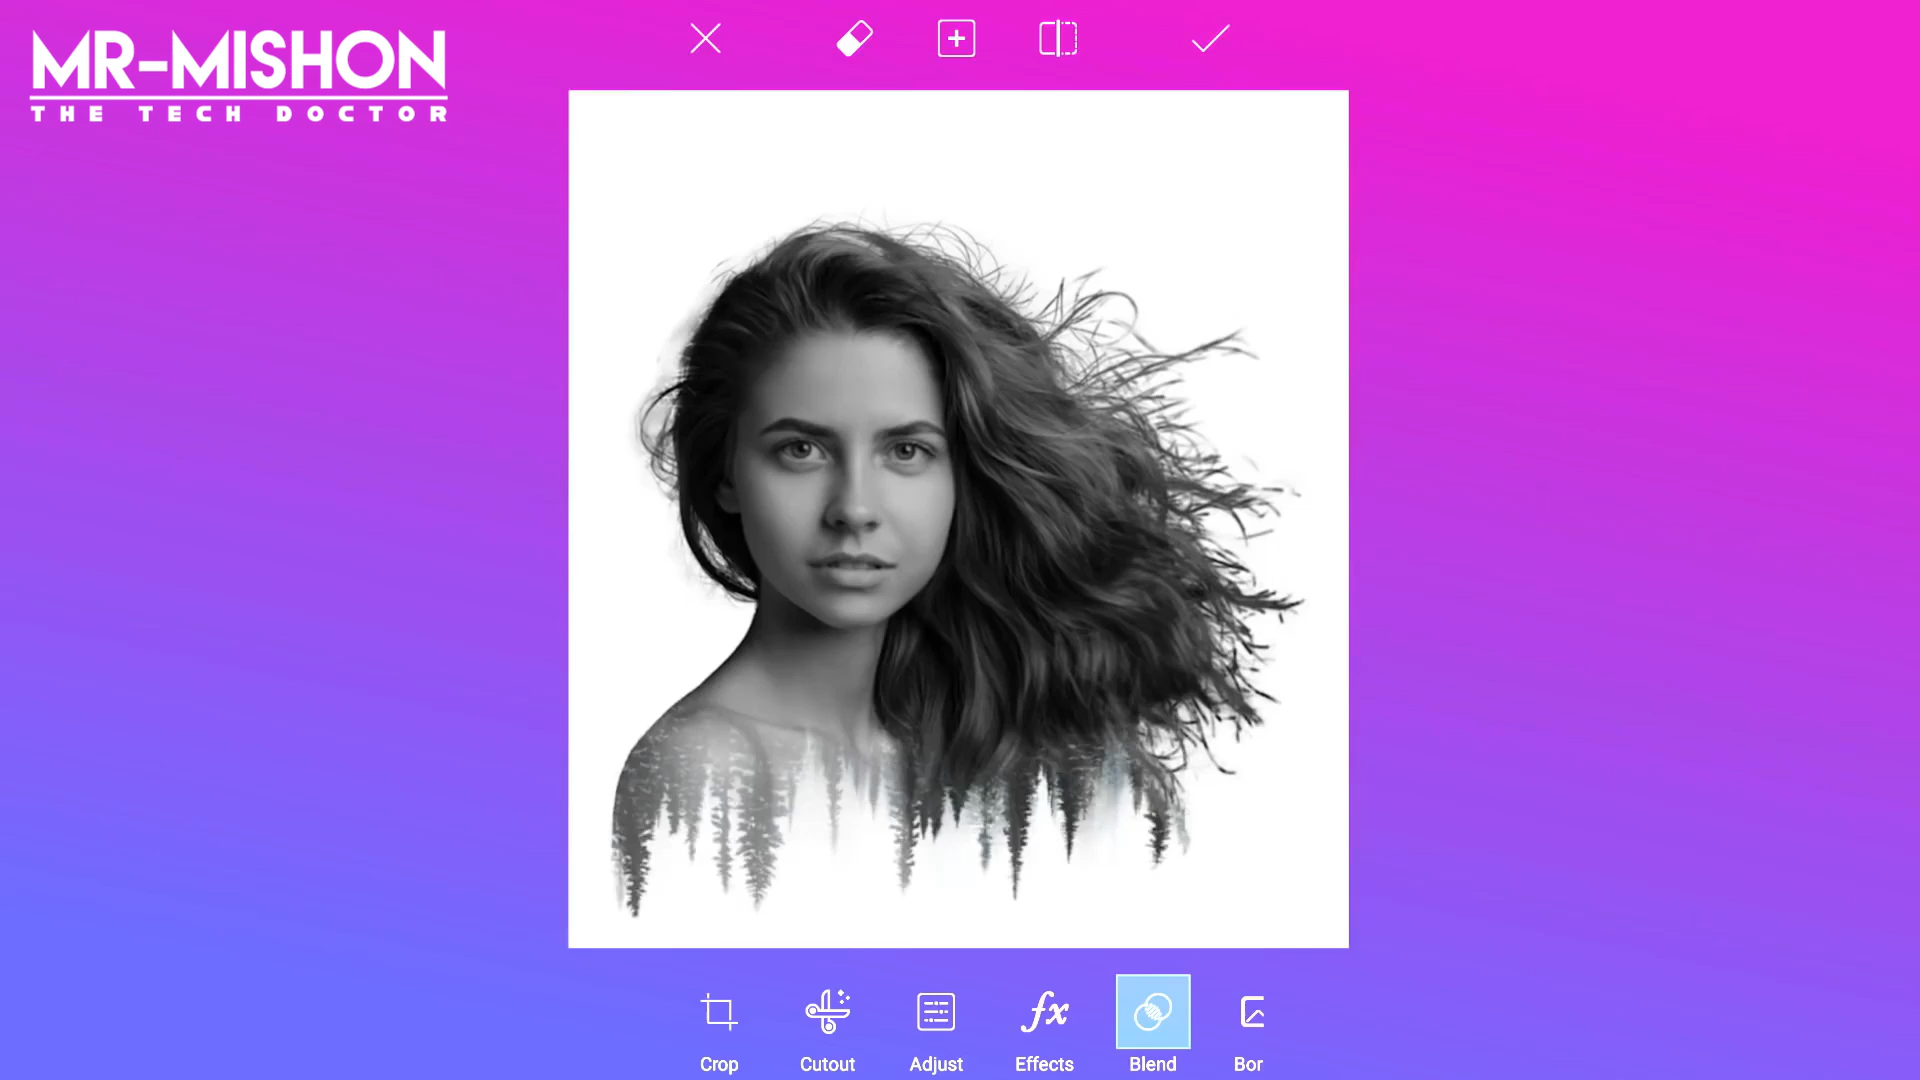 MR-MISHON
THE TECH DOCTOR
Crop
Cutout
Adjust
Effects
Blend
Bor